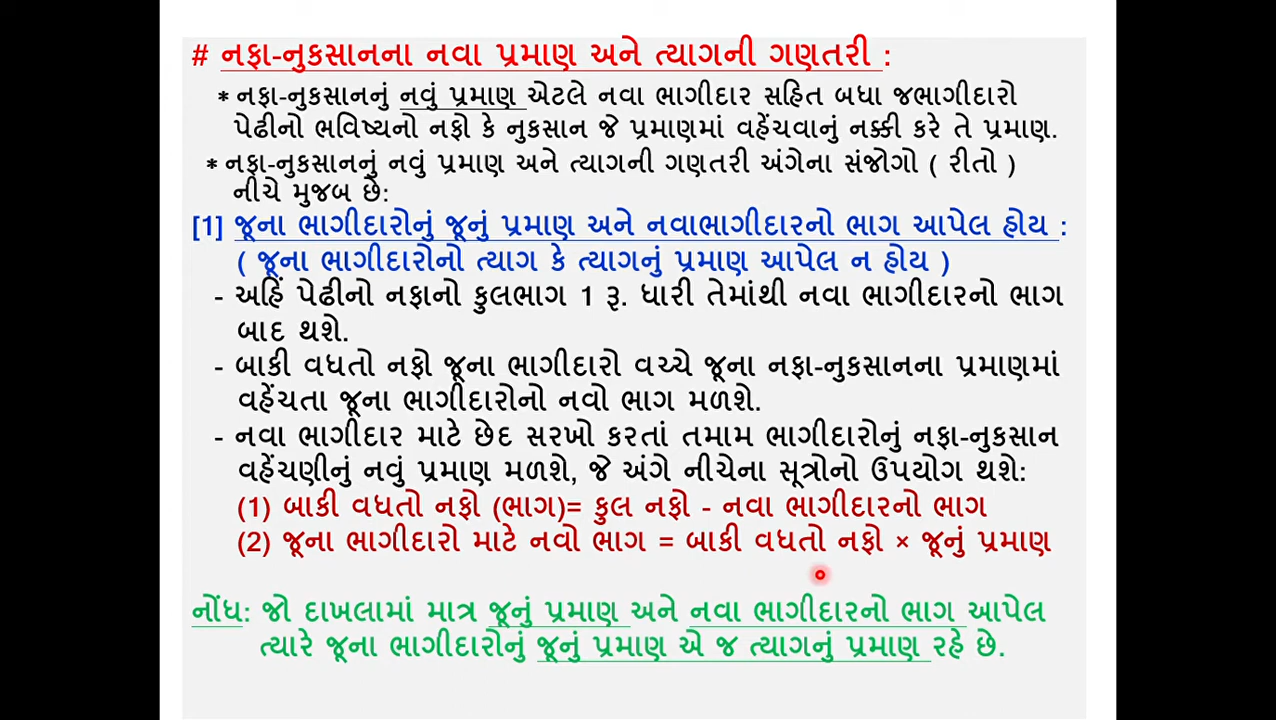 # નફા-નુકસાનના નવા પ્રમાણ અને ત્યાગની ગણતરી :
* નફા-નુકસાનનું નવું પ્રમાણ એટલે નવા ભાગીદાર સહિત બધા જભાગીદારો
પેઢીનો ભવિષ્યનો નફો કે નુકસાન જે પ્રમાણમાં વહેંચવાનું નક્કી કરે તે પ્રમાણ.
* નફા-નુકસાનનું નવું પ્રમાણ અને ત્યાગની ગણતરી અંગેના સંજોગો ( રીતો )
નીચે મુજબ છે:
[1] જૂના ભાગીદારોનું જૂનું પ્રમાણ અને નવાભાગીદારનો ભાગ આપેલ હોય :
( જૂના ભાગીદારોનો ત્યાગ કે ત્યાગનું પ્રમાણ આપેલ ન હોય )
- અહિં પેઢીનો નફાનો કુલભાગ 1 રૂ. ધારી તેમાંથી નવા ભાગીદારનો ભાગ
બાદ થશે.
- બાકી વધતો નફો જૂના ભાગીદારો વચ્ચે જૂના નફા-નુકસાનના પ્રમાણમાં
વહેંચતા જૂના ભાગીદારોનો નવો ભાગ મળશે.
- નવા ભાગીદાર માટે છેદ સરખો કરતાં તમામ ભાગીદારોનું નફા-નુકસાન
વહેંચણીનું નવું પ્રમાણ મળશે, જે અંગે નીચેના સૂત્રોનો ઉપયોગ થશે:
(1) બાકી વધતો નફો (ભાગ)= કુલ નફો - નવા ભાગીદારનો ભાગ
(2) જૂના ભાગીદારો માટે નવો ભાગ = બાકી વધતો નફો × જૂનું પ્રમાણ
નોંધ: જો દાખલામાં માત્ર જૂનું પ્રમાણ અને નવા ભાગીદારનો ભાગ આપેલ
ત્યારે જૂના ભાગીદારોનું જૂનું પ્રમાણ એ જ ત્યાગનું પ્રમાણ રહે છે.